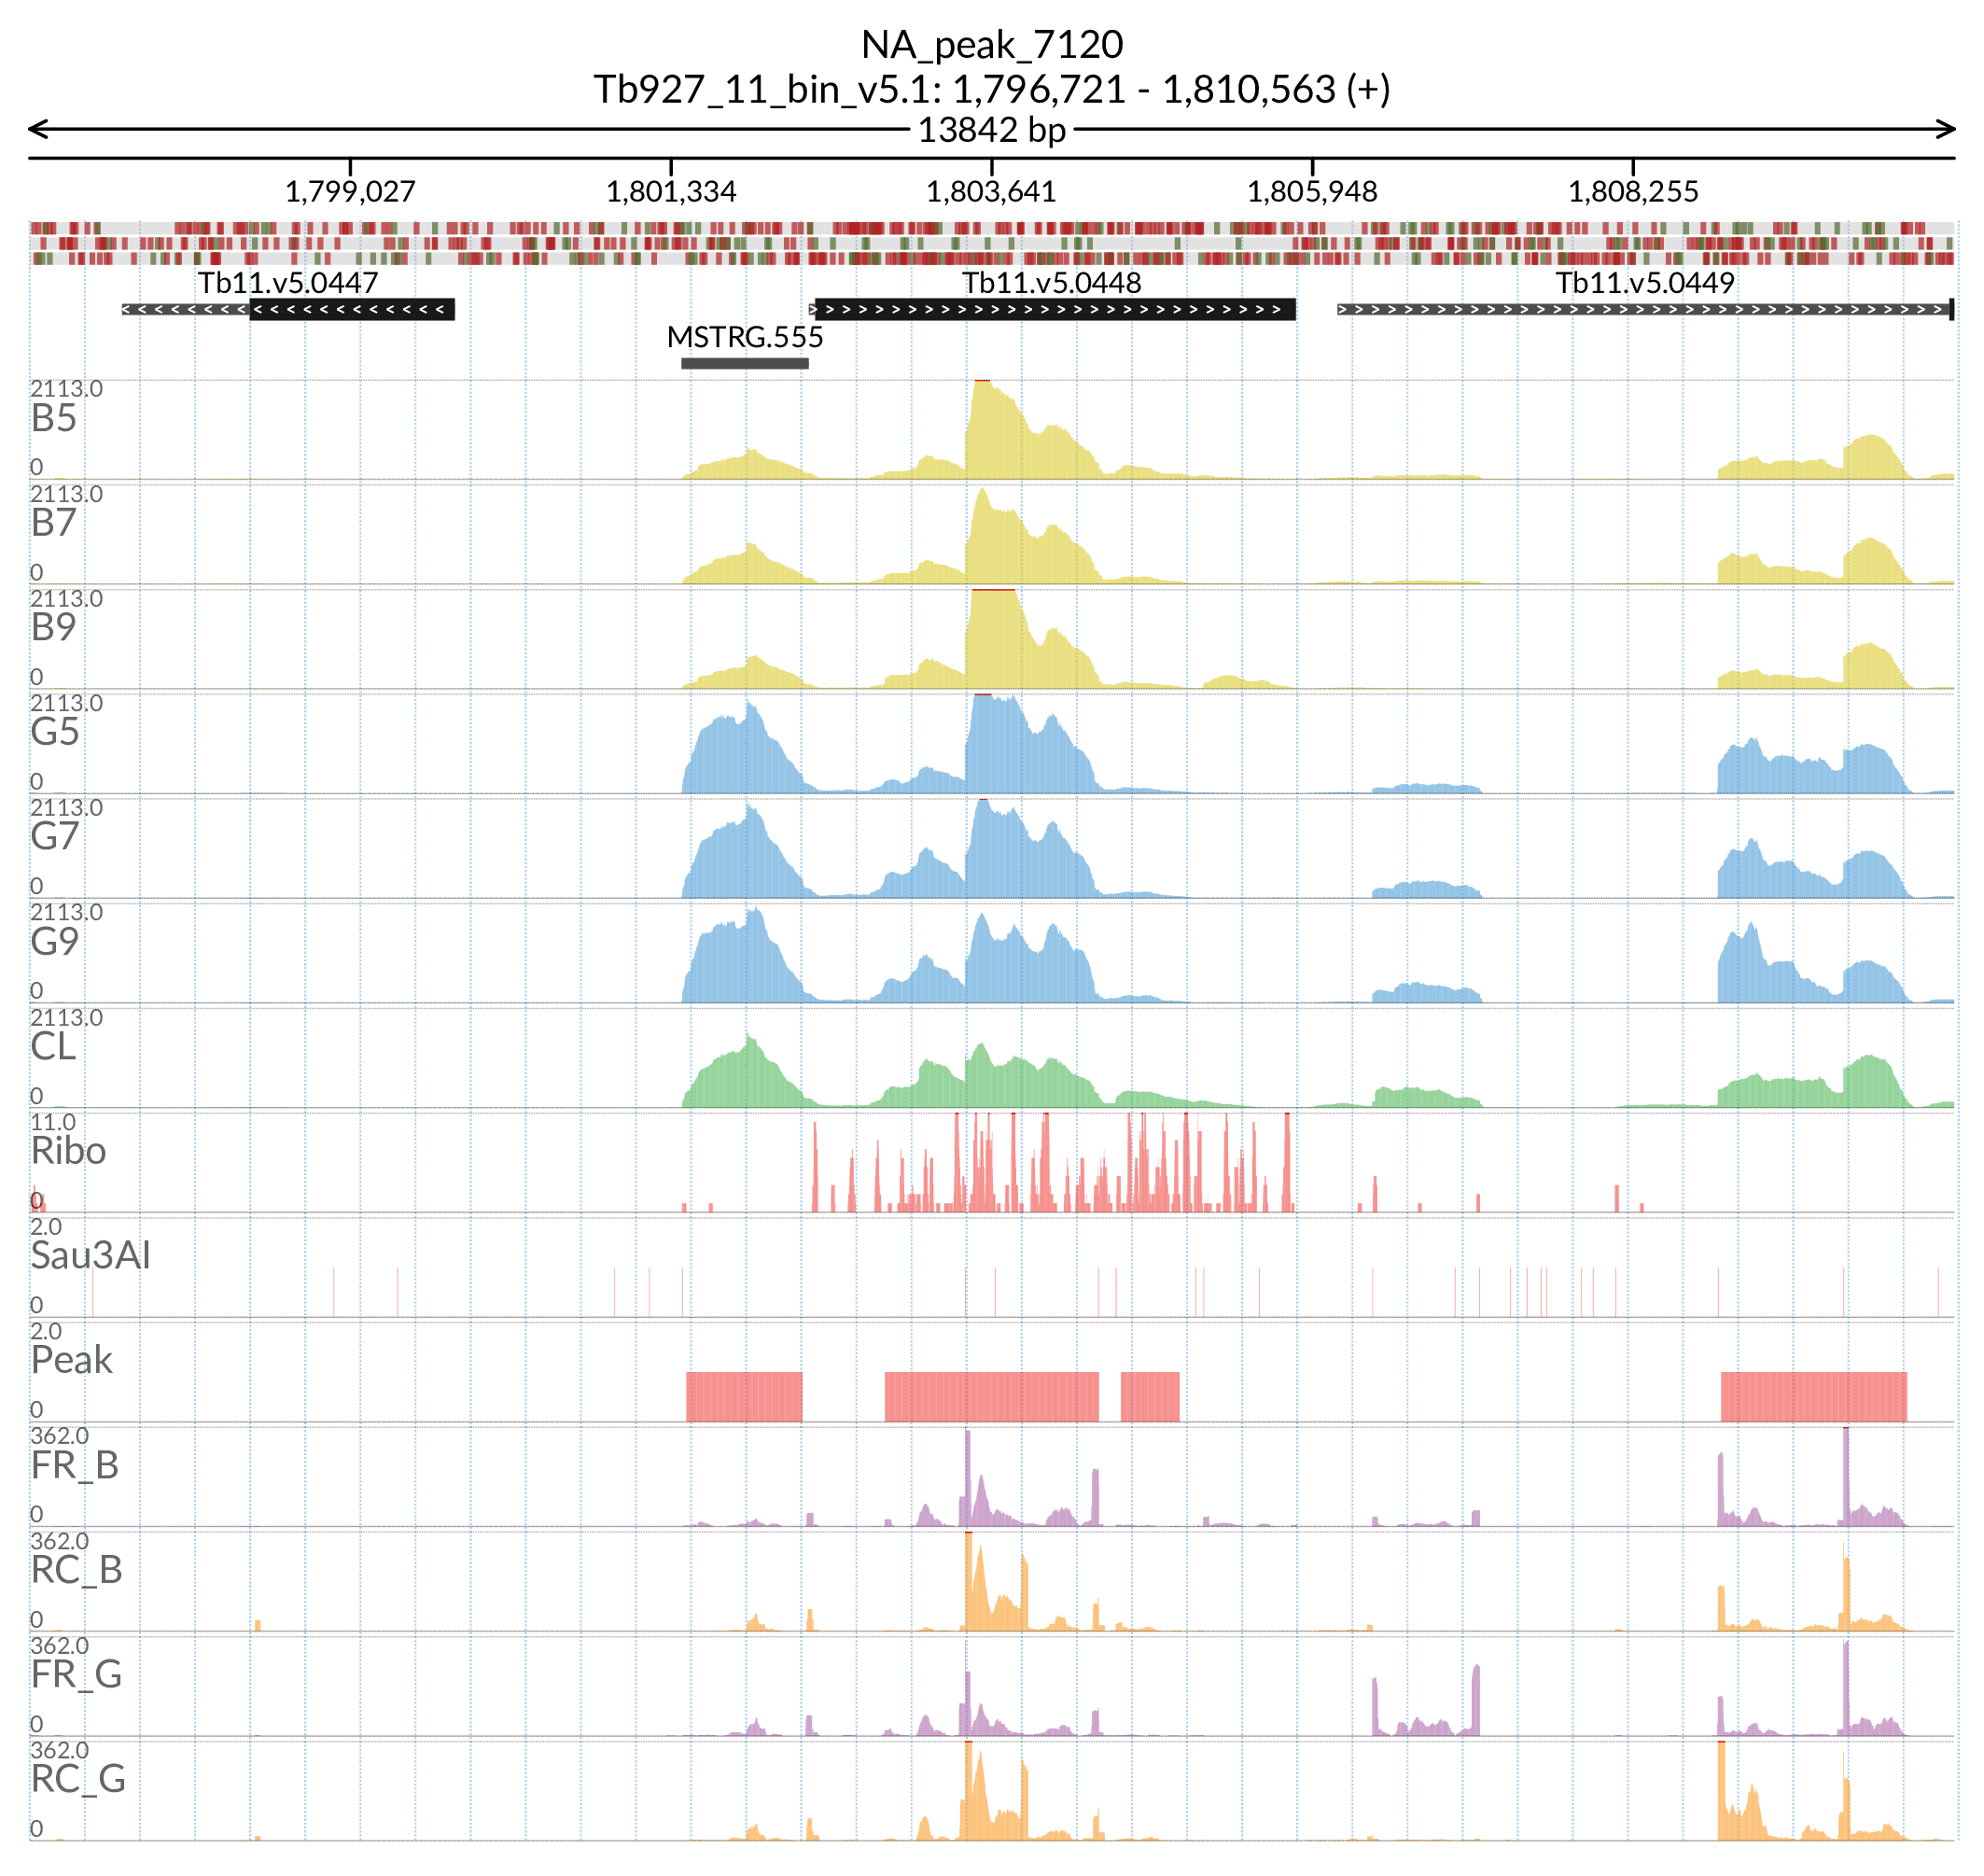 NA_peak_7120
Tb927_11_bin_v5.1: 1,796,721 - 1,810,563 (+)
13842 bp
1,799,027 1,801,334 1,803,641 1,805,948 1,808,255
Tb11.v5.0447 Tb11.v5.0448 Tb11.v5.0449
MSTRG.555
2113.0
B5
0
2113.0
B7
0
2113.0
B9
0
2113.0
G5
0
2113.0
G7
0
2113.0
G9
0
2113.0
CL
0
11.0
Ribo
0
2.0
Sau3AI
0
2.0
Peak
0
362.0
FR_B
0
362.0
RC_B
0
362.0
FR_G
0
362.0
RC_G
0